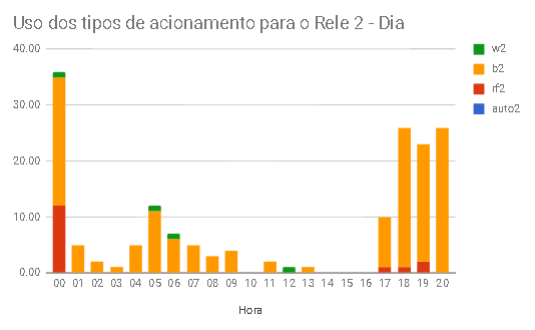 Uso dos tipos de acionamento para o Rele 2 - Dia
40.00
30.00
20.00
10.00
0.00
00 01 02 03 04 05 06 07 08 09 10 11 12 13 14 15 16 17 18 19 20
Hora
w2
b2
rf2
auto2